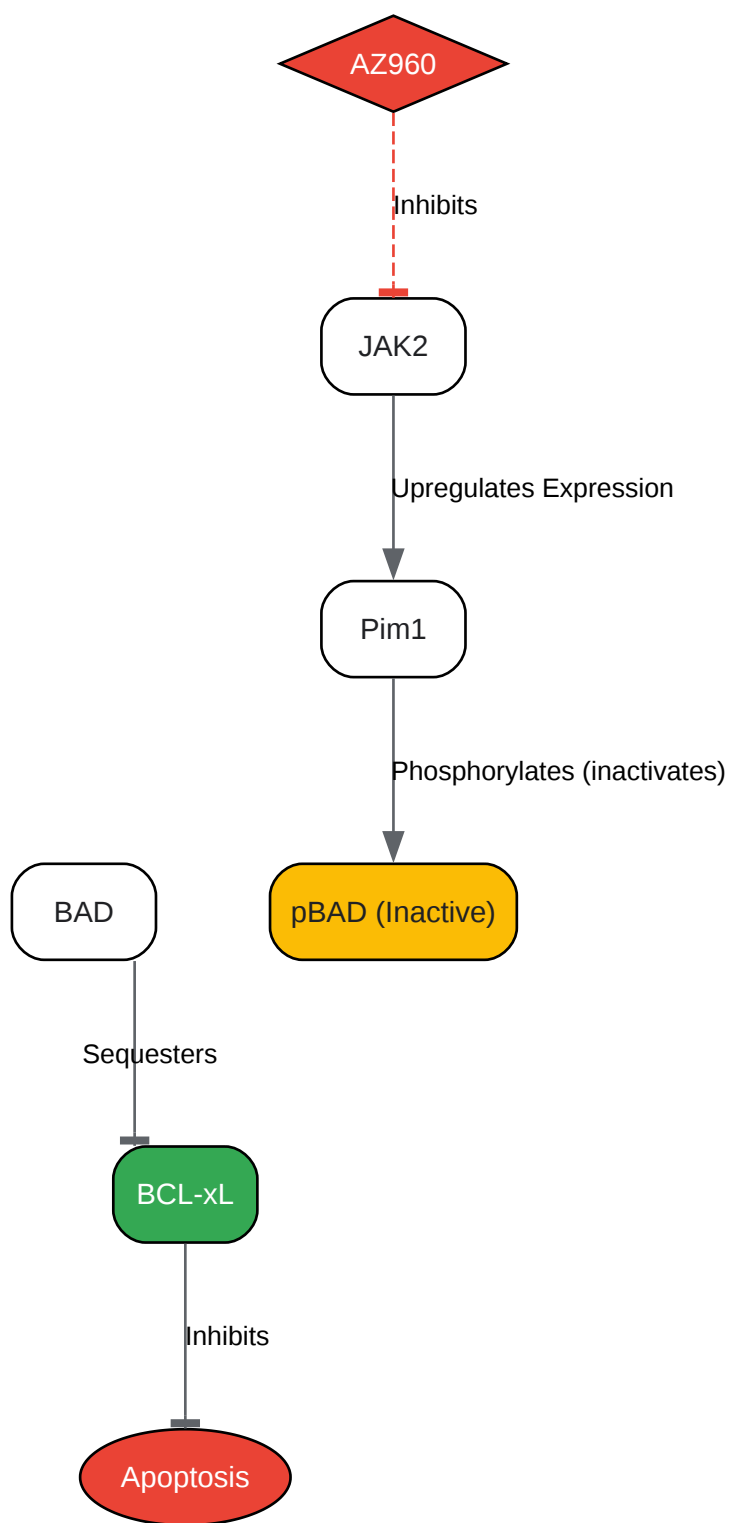 AZ960
Inhibits
JAK2
Upregulates Expression
Pim1
Phosphorylates (inactivates)
BAD
pBAD (Inactive)
Sequesters
BCL-xL
Inhibits
Apoptosis